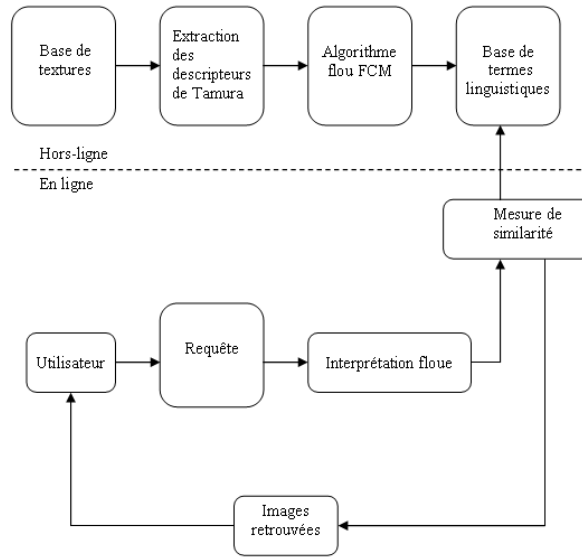 Base de
textures
Extraction
des
descripteurs
de Tamura
Algorithme
flou FCM
Base de
termes
linguistiques
Hors-ligne
En ligne
Mesure de
similarité
Utilisateur
Requête
Interprétation floue
Images
retrouvées